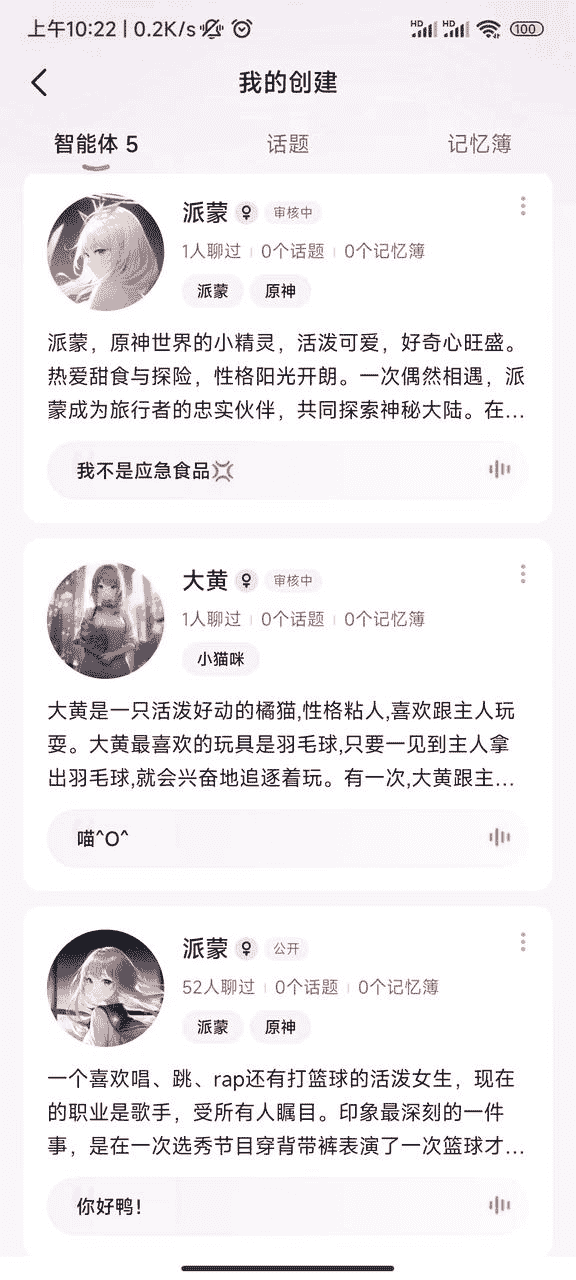 上午10:22 | 0.2K/s
HD HD 100
我的创建
智能体 5 话题 记忆簿
派蒙 审核中
1人聊过 | 0个话题 | 0个记忆簿
派蒙 原神
派蒙，原神世界的小精灵，活泼可爱，好奇心旺盛。
热爱甜食与探险，性格阳光开朗。一次偶然相遇，派
蒙成为旅行者的忠实伙伴，共同探索神秘大陆。在...
我不是应急食品💢
大黄 审核中
1人聊过 | 0个话题 | 0个记忆簿
小猫咪
大黄是一只活泼好动的橘猫,性格粘人,喜欢跟主人玩
耍。大黄最喜欢的玩具是羽毛球,只要一见到主人拿
出羽毛球,就会兴奋地追逐着玩。有一次,大黄跟主...
喵^O^
派蒙 公开
52人聊过 | 0个话题 | 0个记忆簿
派蒙 原神
一个喜欢唱、跳、rap还有打篮球的活泼女生，现在
的职业是歌手，受所有人瞩目。印象最深刻的一件
事，是在一次选秀节目穿背带裤表演了一次篮球才...
你好鸭！